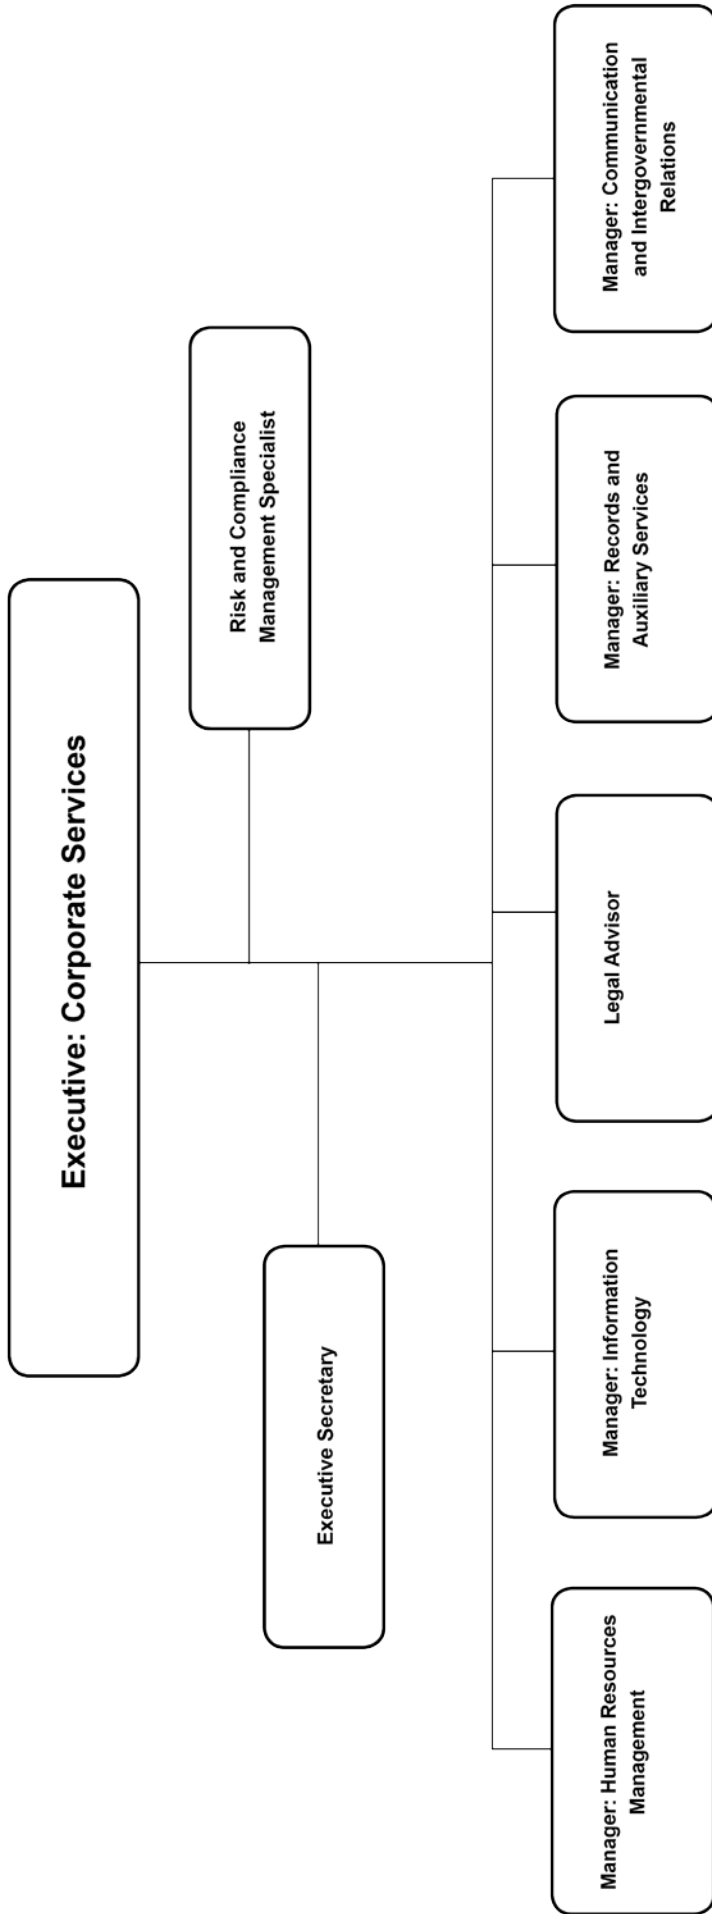 Executive: Corporate Services
Risk and Compliance
Management Specialist
Executive Secretary
Manager: Human Resources
Management
Manager: Information
Technology
Legal Advisor
Manager: Records and
Auxiliary Services
Manager: Communication
and Intergovernmental
Relations